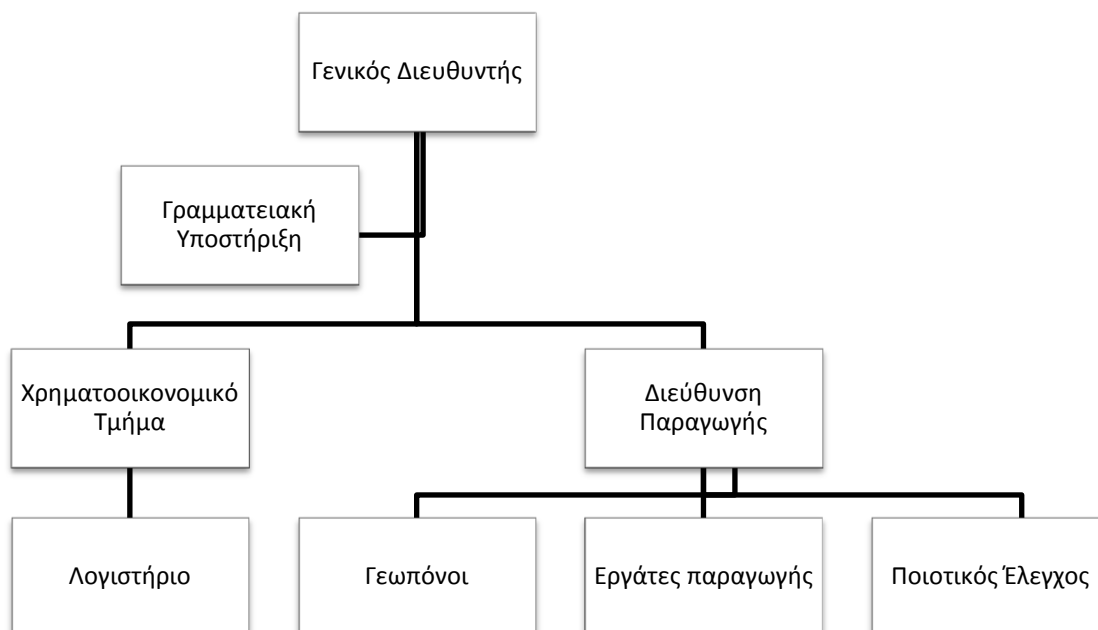 Γενικός Διευθυντής
Γραμματειακή
Υποστήριξη
Χρηματοοικονομικό
Τμήμα
Διεύθυνση
Παραγωγής
Λογιστήριο
Γεωπόνοι
Εργάτες παραγωγής
Ποιοτικός Έλεγχος